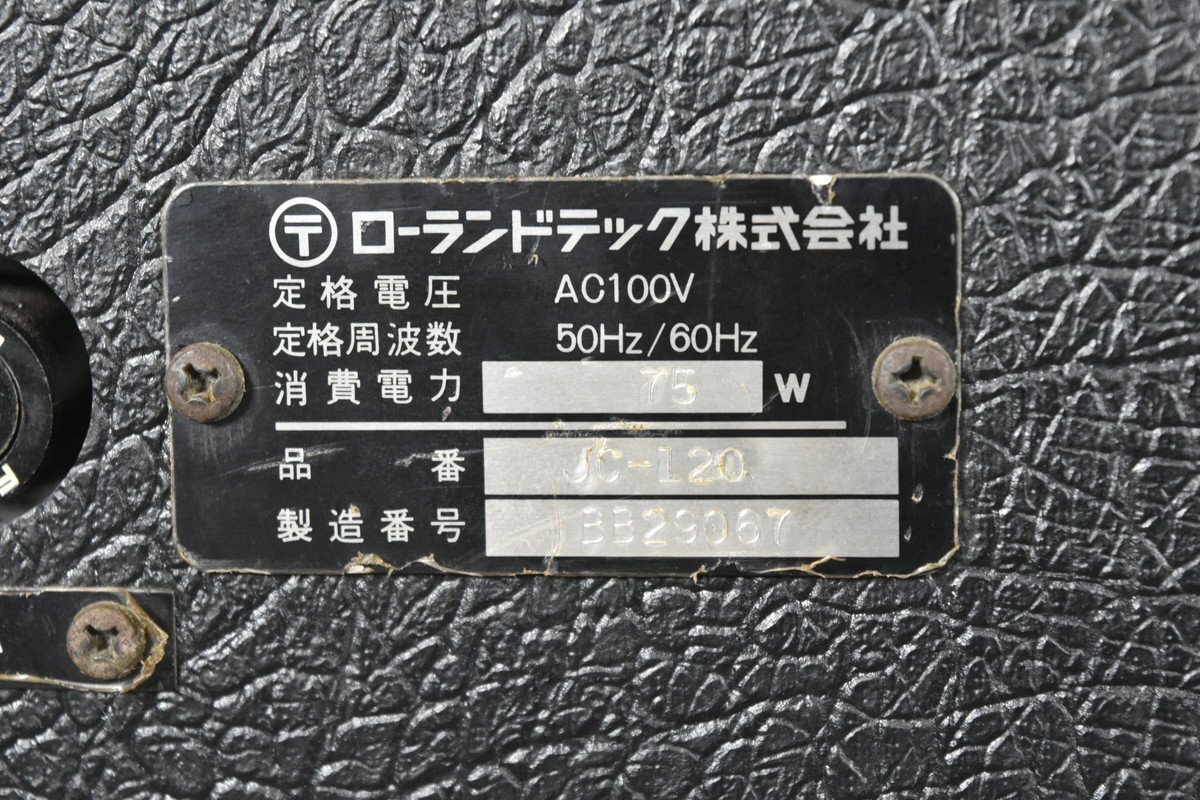 〶 ローランドテック株式会社
定格電圧 AC100V
定格周波数 50Hz/60Hz
消費電力 75 W
品番 JC-120
製造番号 BB29067